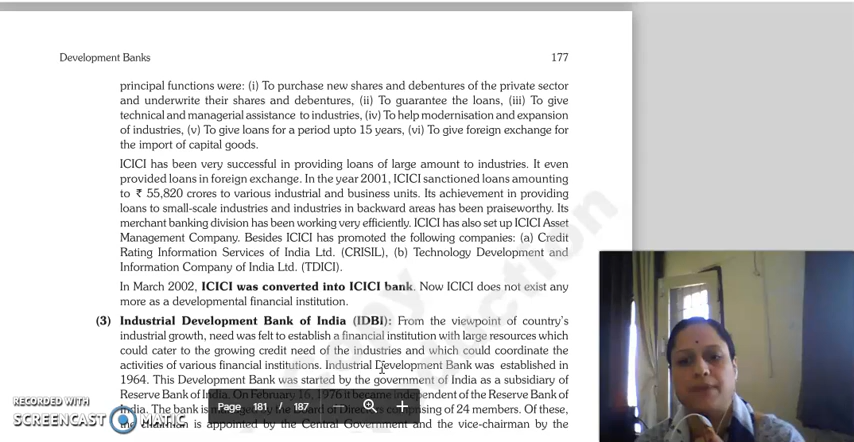 Development Banks 177
principal functions were: (i) To purchase new shares and debentures of the private sector
and underwrite their shares and debentures, (ii) To guarantee the loans, (iii) To give
technical and managerial assistance to industries, (iv) To help modernisation and expansion
of industries, (v) To give loans for a period upto 15 years, (vi) To give foreign exchange for
the import of capital goods.
ICICI has been very successful in providing loans of large amount to industries. It even
provided loans in foreign exchange. In the year 2001, ICICI sanctioned loans amounting
to ₹ 55,820 crores to various industrial and business units. Its achievement in providing
loans to small-scale industries and industries in backward areas has been praiseworthy. Its
merchant banking division has been working very efficiently. ICICI has also set up ICICI Asset
Management Company. Besides ICICI has promoted the following companies: (a) Credit
Rating Information Services of India Ltd. (CRISIL), (b) Technology Development and
Information Company of India Ltd. (TDICI).
In March 2002, ICICI was converted into ICICI bank. Now ICICI does not exist any
more as a developmental financial institution.
(3) Industrial Development Bank of India (IDBI): From the viewpoint of country's
industrial growth, need was felt to establish a financial institution with large resources which
could cater to the growing credit need of the industries and which could coordinate the
activities of various financial institutions. Industrial Development Bank was established in
1964. This Development Bank was started by the government of India as a subsidiary of
Reserve Bank of India. On February 16, 1976 it became independent of the Reserve Bank of
India. The bank is Board of Directors comprising of 24 members. Of these,
chairman is appointed by the Central Government and the vice-chairman by the
Page 181 / 187
RECORDED WITH
SCREENCAST MATIC